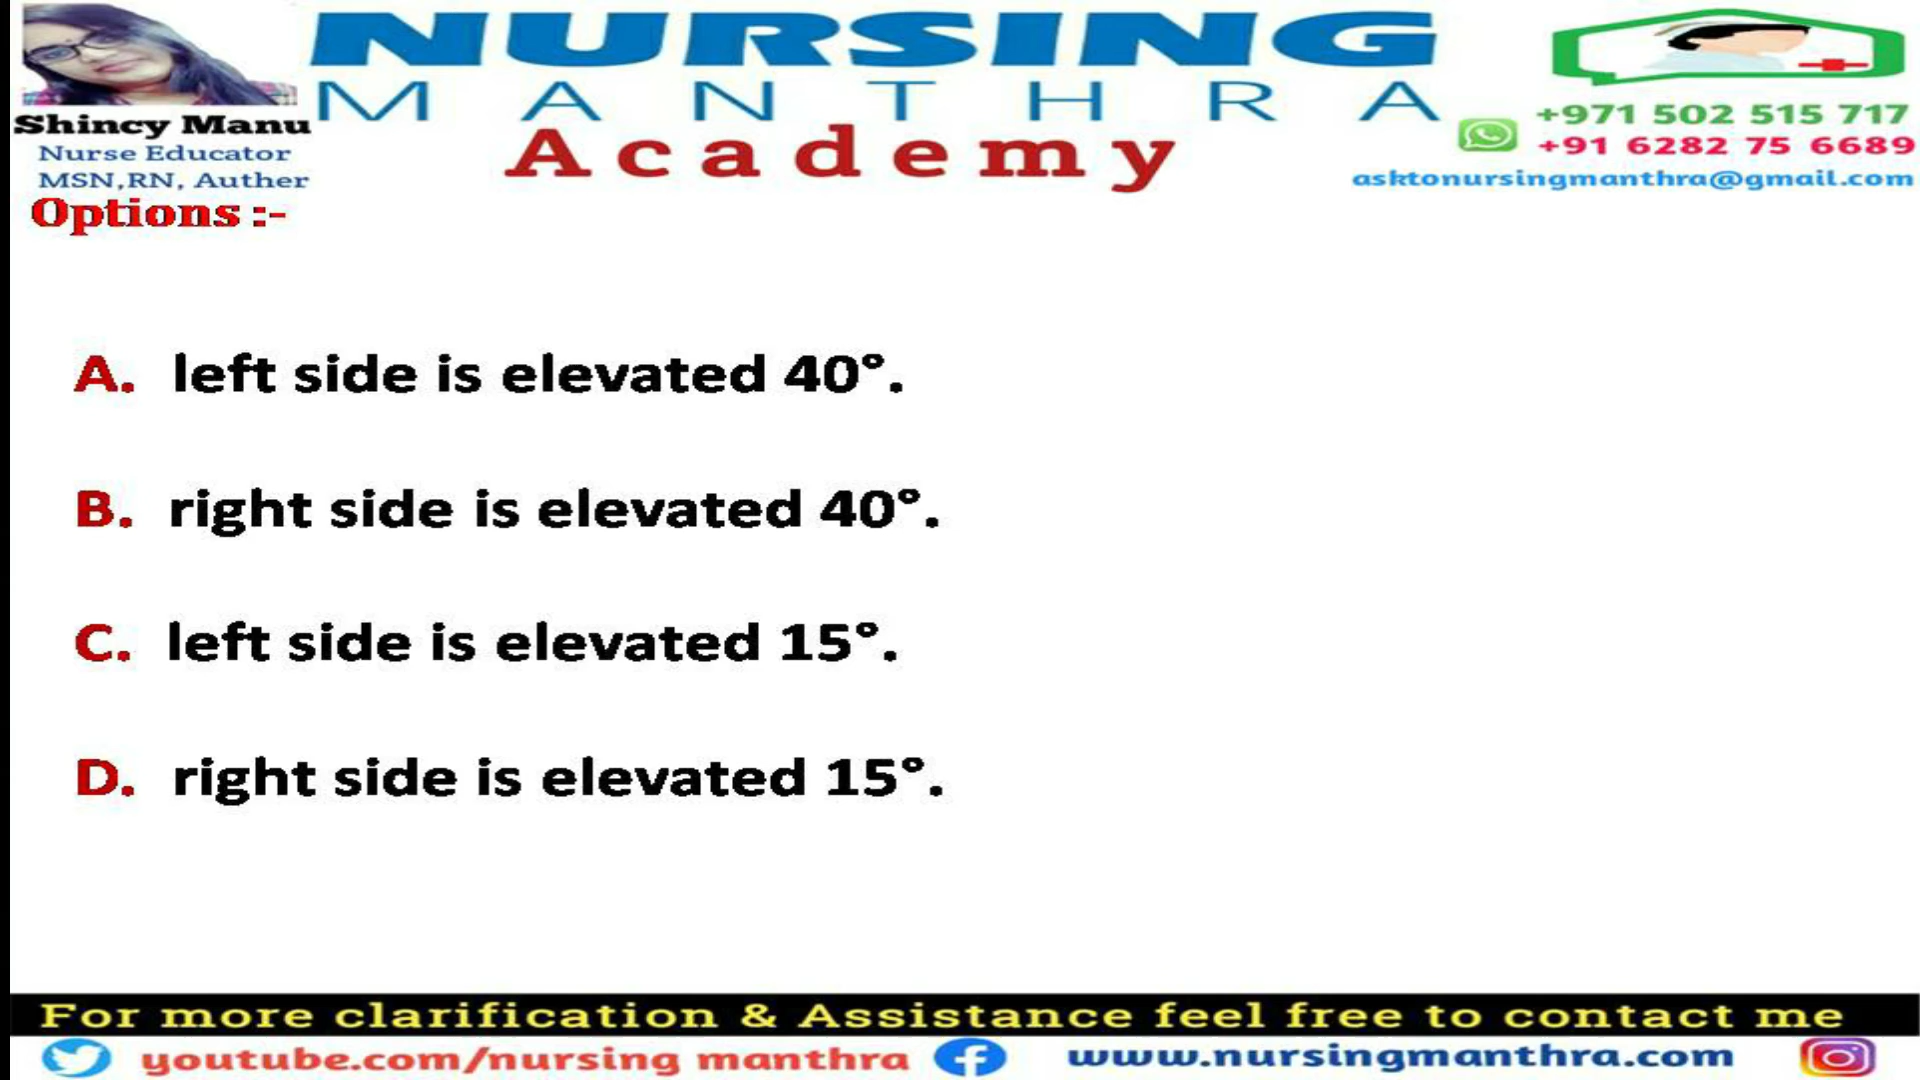 NURSING
MANTHRA
Academy
Shincy Manu
Nurse Educator
MSN,RN, Auther
+971 502 515 717
+91 6282 75 6689
asktonursingmanthra@gmail.com
Options :-
A. left side is elevated 40°.
B. right side is elevated 40°.
C. left side is elevated 15°.
D. right side is elevated 15°.
For more clarification & Assistance feel free to contact me
youtube.com/nursing manthra
www.nursingmanthra.com